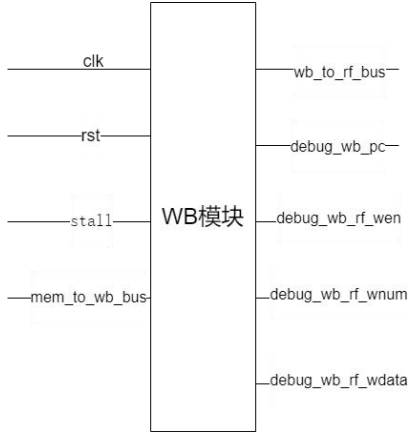 clk
rst
stall
mem_to_wb_bus
WB模块
wb_to_rf_bus
debug_wb_pc
debug_wb_rf_wen
debug_wb_rf_wnum
debug_wb_rf_wdata